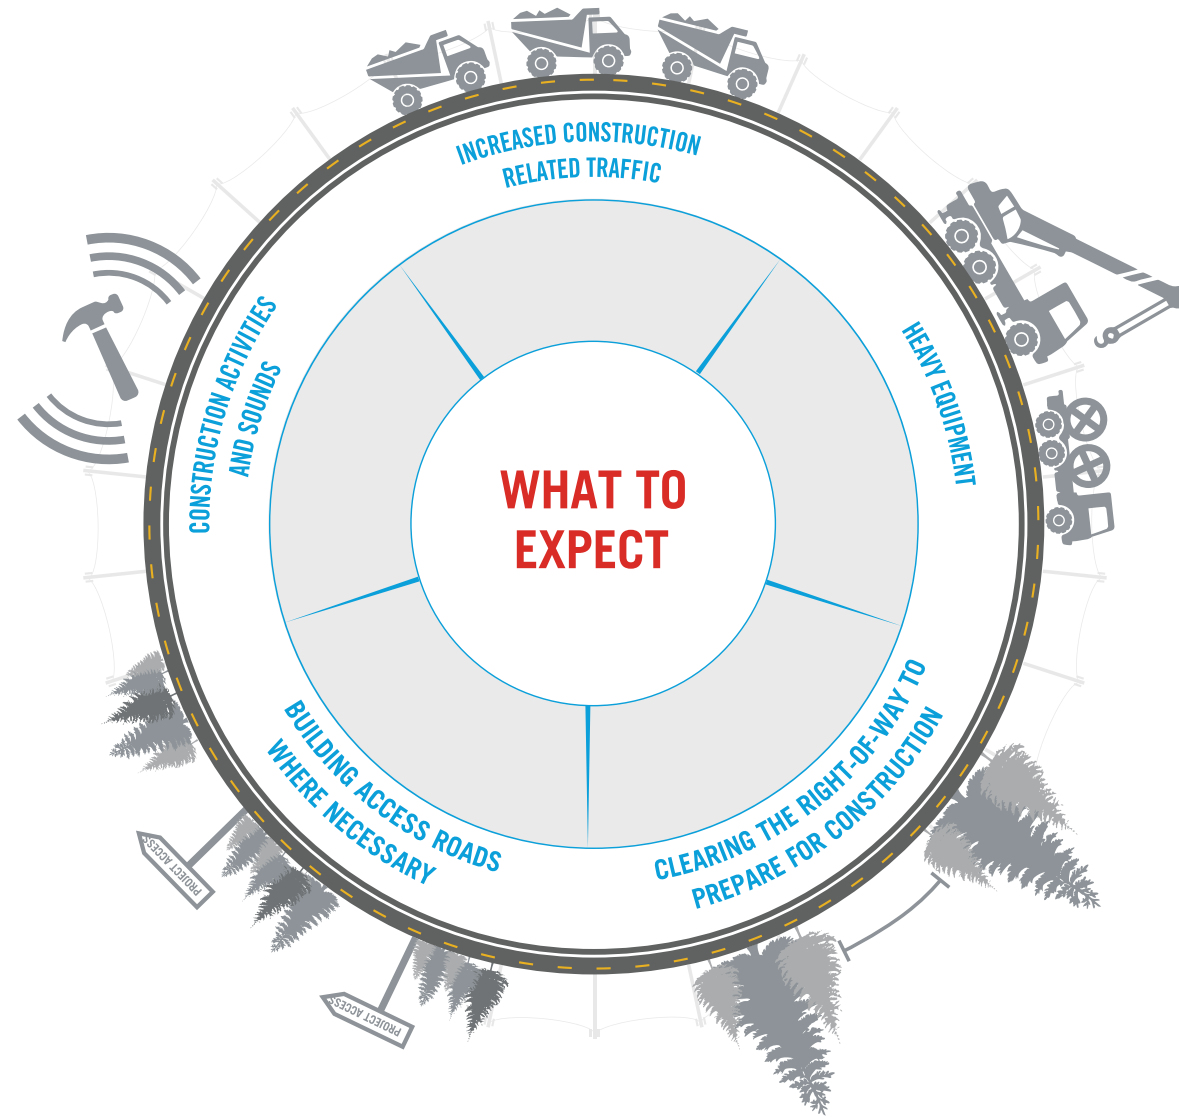 INCREASED CONSTRUCTION
RELATED TRAFFIC
HEAVY EQUIPMENT
CLEARING THE RIGHT-OF-WAY TO
PREPARE FOR CONSTRUCTION
BUILDING ACCESS ROADS
WHERE NECESSARY
CONSTRUCTION ACTIVITIES
AND SOUNDS
WHAT TO
EXPECT
PROJECT ACCESS
PROJECT ACCESS